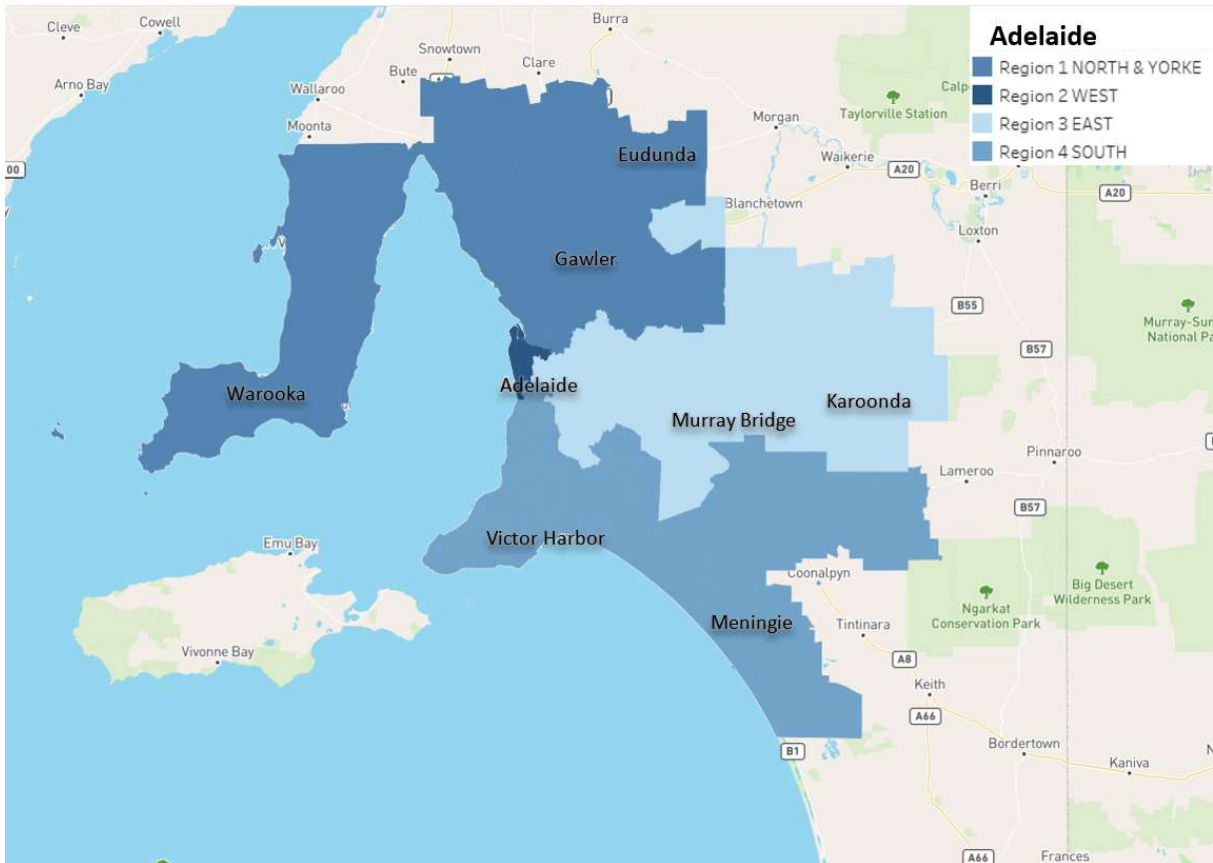 Adelaide
Region 1 NORTH & YORKE
Region 2 WEST
Region 3 EAST
Region 4 SOUTH
Cleve
Cowell
Burra
Snowtown
Clare
Bute
Arno Bay
Wallaroo
Moonta
Taylorville Station
Morgan
Waikerie
A20
Berri
A20
Eudunda
00
Blanchetown
Loxton
Gawler
B55
Murray-Sun
National Pa
B57
Adelaide
Warooka
Karoonda
Murray Bridge
Pinnaroo
Lameroo
B57
Victor Harbor
Emu Bay
Coonalpyn
Big Desert
Wilderness Park
Ngarkat
Conservation Park
Meningie
Tintinara
Vivonne Bay
A8
Keith
A66
B1
Bordertown
Kaniva
A66
Frances